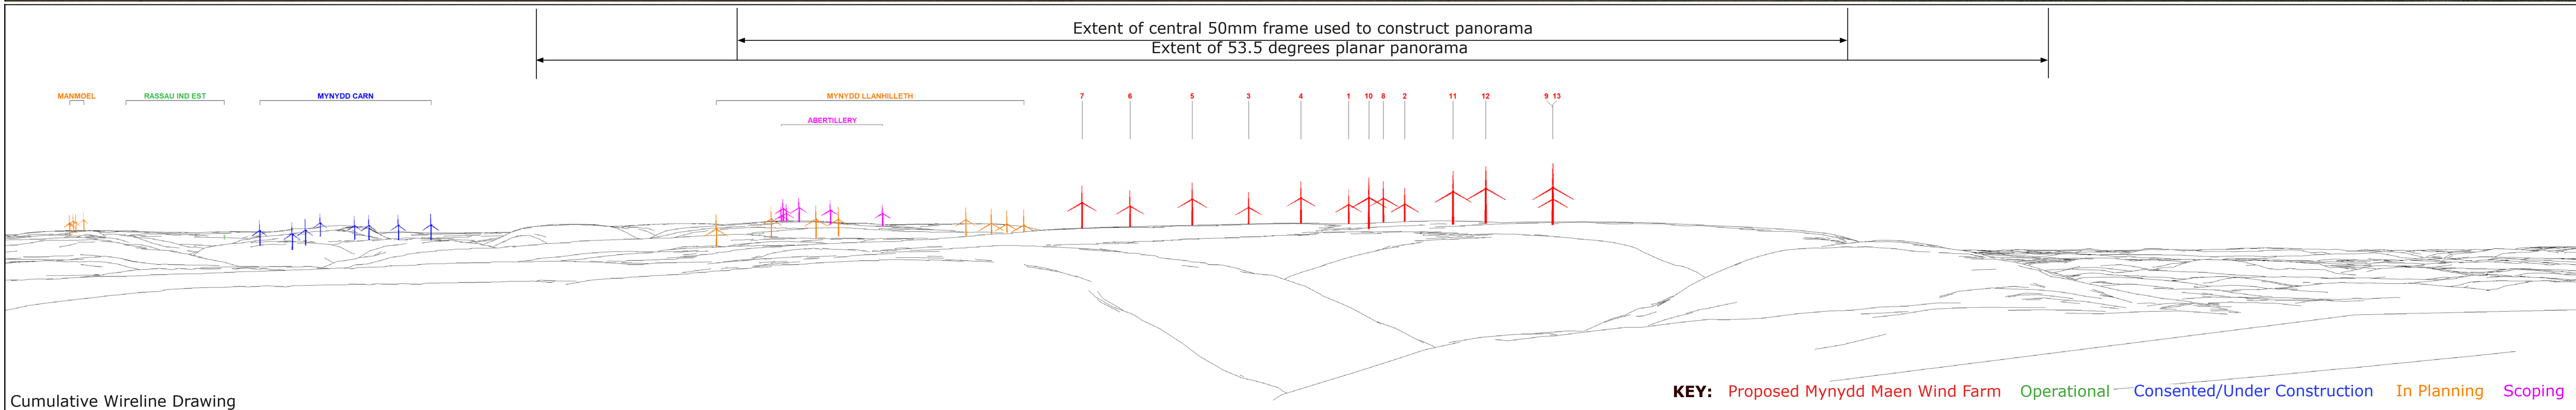 Extent of central 50mm frame used to construct panorama
Extent of 53.5 degrees planar panorama
MANMOEL RASSAU IND EST MYNYDD CARN MYNYDD LLANHILLETH 7 6 5 3 4 1 10 8 2 11 12 9 13
ABERTILLERY
KEY: Proposed Mynydd Maen Wind Farm Operational Consented/Under Construction In Planning Scoping
Cumulative Wireline Drawing